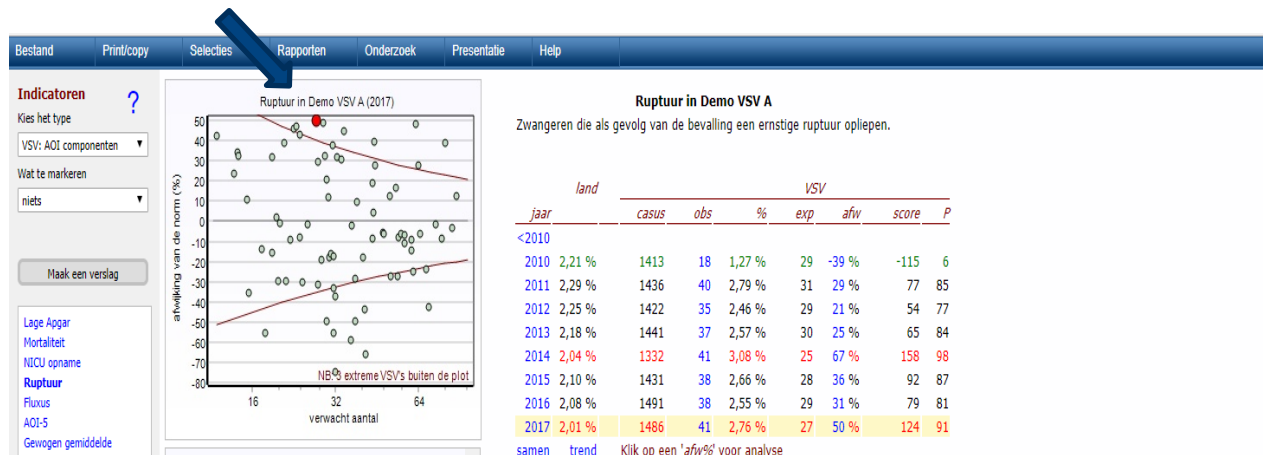 Bestand Print/copy Selecties Rapporten Onderzoek Presentatie Help
Indicatoren ?
Kies het type
VSV: AOI componenten
Wat te markeren
niets
Maak een verslag
Lage Apgar
Mortaliteit
NICU opname
Ruptuur
Fluxus
AOI-5
Gewogen gemiddelde
Ruptuur in Demo VSV A (2017)
afwijking van de norm (%)
50
40
30
20
10
0
-10
-20
-30
-40
-50
-60
-70
-80
NB: 3 extreme VSV's buiten de plot
16 32 64
verwacht aantal
Ruptuur in Demo VSV A
Zwangeren die als gevolg van de bevalling een ernstige ruptuur opliepen.
land VSV
jaar casus obs % exp afw score P
<2010
2010 2,21 % 1413 18 1,27 % 29 -39 % -115 6
2011 2,29 % 1436 40 2,79 % 31 29 % 77 85
2012 2,25 % 1422 35 2,46 % 29 21 % 54 77
2013 2,18 % 1441 37 2,57 % 30 25 % 65 84
2014 2,04 % 1332 41 3,08 % 25 67 % 158 98
2015 2,10 % 1431 38 2,66 % 28 36 % 92 87
2016 2,08 % 1491 38 2,55 % 29 31 % 79 81
2017 2,01 % 1486 41 2,76 % 27 50 % 124 91
samen trend Klik op een 'afw%' voor analyse